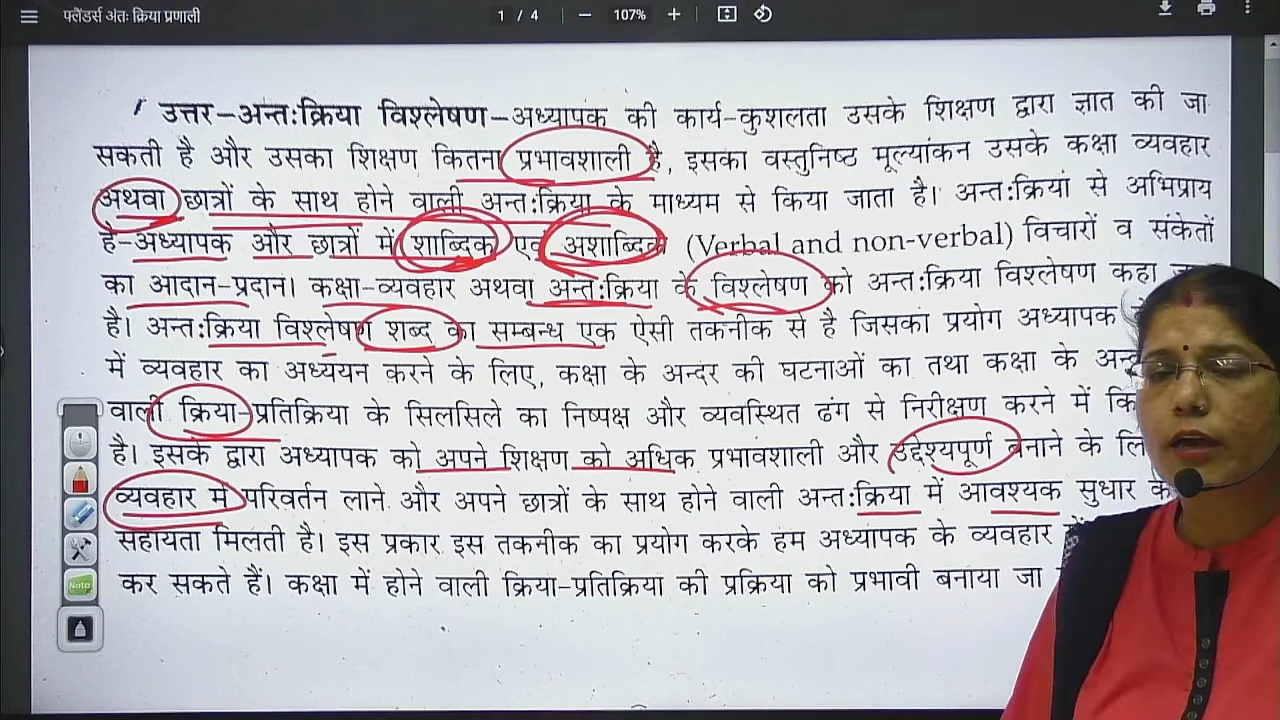 फ्लैंडर्स अंतः क्रिया प्रणाली
1 / 4
107%
उत्तर–अन्तःक्रिया विश्लेषण–अध्यापक की कार्य-कुशलता उसके शिक्षण द्वारा ज्ञात की जा
सकती है और उसका शिक्षण कितना प्रभावशाली है, इसका वस्तुनिष्ठ मूल्यांकन उसके कक्षा व्यवहार
अथवा छात्रों के साथ होने वाली अन्तःक्रिया के माध्यम से किया जाता है। अन्तःक्रिया से अभिप्राय
है–अध्यापक और छात्रों में शाब्दिक एवं अशाब्दिक (Verbal and non-verbal) विचारों व संकेतों
का आदान-प्रदान। कक्षा-व्यवहार अथवा अन्तःक्रिया के विश्लेषण को अन्तःक्रिया विश्लेषण कहा
है। अन्तःक्रिया विश्लेषण शब्द का सम्बन्ध एक ऐसी तकनीक से है जिसका प्रयोग अध्यापक
में व्यवहार का अध्ययन करने के लिए, कक्षा के अन्दर की घटनाओं का तथा कक्षा के
वाली क्रिया-प्रतिक्रिया के सिलसिले का निष्पक्ष और व्यवस्थित ढंग से निरीक्षण करने में
है। इसके द्वारा अध्यापक को अपने शिक्षण को अधिक प्रभावशाली और उद्देश्यपूर्ण बनाने के
व्यवहार में परिवर्तन लाने और अपने छात्रों के साथ होने वाली अन्तःक्रिया में आवश्यक सुधार
सहायता मिलती है। इस प्रकार इस तकनीक का प्रयोग करके हम अध्यापक के व्यवहार
कर सकते हैं। कक्षा में होने वाली क्रिया-प्रतिक्रिया की प्रक्रिया को प्रभावी बनाया जा
Note